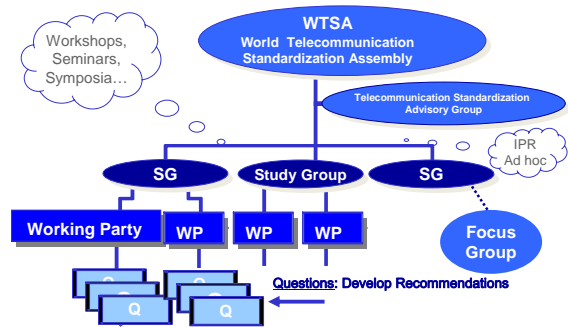 WTSA
World Telecommunication
Standardization Assembly
Workshops,
Seminars,
Symposia…
Telecommunication Standardization
Advisory Group
IPR
Ad hoc
SG
Study Group
SG
Working Party
WP
WP
WP
Focus
Group
Questions: Develop Recommendations
Q
Q
Q
Q
Q
Q